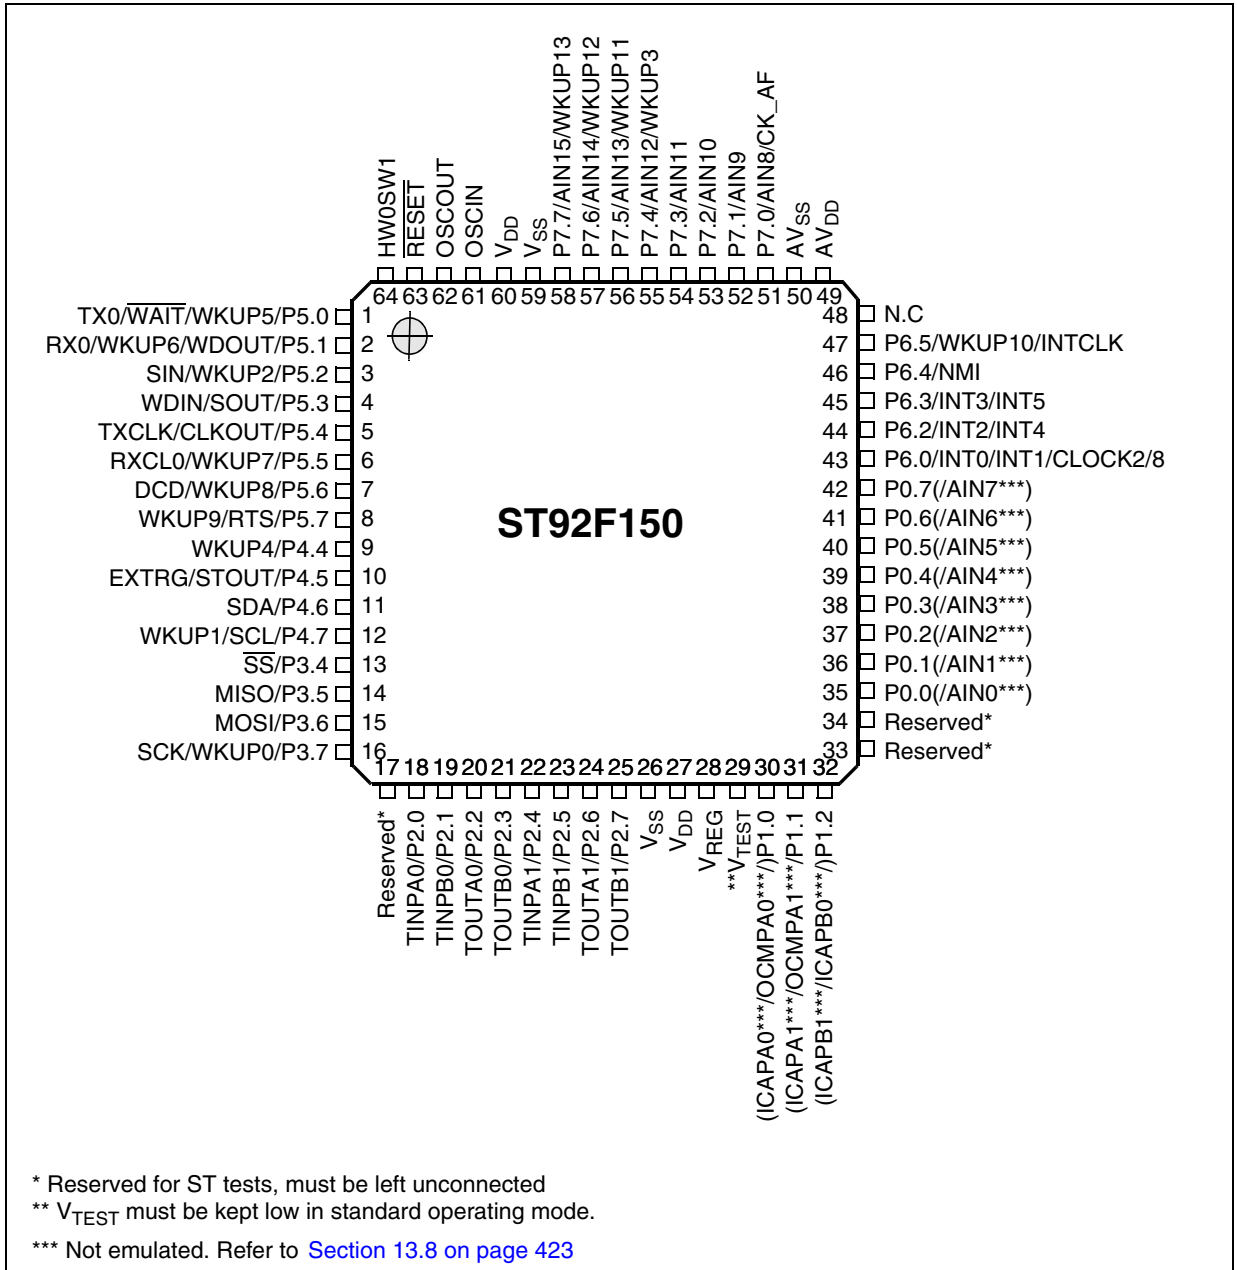 HW0SW1
RESET
OSCOUT
OSCIN
VDD
VSS
P7.7/AIN15/WKUP13
P7.6/AIN14/WKUP12
P7.5/AIN13/WKUP11
P7.4/AIN12/WKUP3
P7.3/AIN11
P7.2/AIN10
P7.1/AIN9
P7.0/AIN8/CK_AF
AVSS
AVDD
64 63 62 61 60 59 58 57 56 55 54 53 52 51 50 49
TX0/WAIT/WKUP5/P5.0 1
RX0/WKUP6/WDOUT/P5.1 2
SIN/WKUP2/P5.2 3
WDIN/SOUT/P5.3 4
TXCLK/CLKOUT/P5.4 5
RXCL0/WKUP7/P5.5 6
DCD/WKUP8/P5.6 7
WKUP9/RTS/P5.7 8
WKUP4/P4.4 9
EXTRG/STOUT/P4.5 10
SDA/P4.6 11
WKUP1/SCL/P4.7 12
SS/P3.4 13
MISO/P3.5 14
MOSI/P3.6 15
SCK/WKUP0/P3.7 16
ST92F150
48 N.C
47 P6.5/WKUP10/INTCLK
46 P6.4/NMI
45 P6.3/INT3/INT5
44 P6.2/INT2/INT4
43 P6.0/INT0/INT1/CLOCK2/8
42 P0.7(/AIN7***)
41 P0.6(/AIN6***)
40 P0.5(/AIN5***)
39 P0.4(/AIN4***)
38 P0.3(/AIN3***)
37 P0.2(/AIN2***)
36 P0.1(/AIN1***)
35 P0.0(/AIN0***)
34 Reserved*
33 Reserved*
17 18 19 20 21 22 23 24 25 26 27 28 29 30 31 32
Reserved*
TINPA0/P2.0
TINPB0/P2.1
TOUTA0/P2.2
TOUTB0/P2.3
TINPA1/P2.4
TINPB1/P2.5
TOUTA1/P2.6
TOUTB1/P2.7
VSS
VDD
VREG
**VTEST
(ICAPA0***/OCMPA0***/)P1.0
(ICAPA1***/OCMPA1***/P1.1
(ICAPB1***/ICAPB0***/)P1.2
* Reserved for ST tests, must be left unconnected
** VTEST must be kept low in standard operating mode.
*** Not emulated. Refer to Section 13.8 on page 423